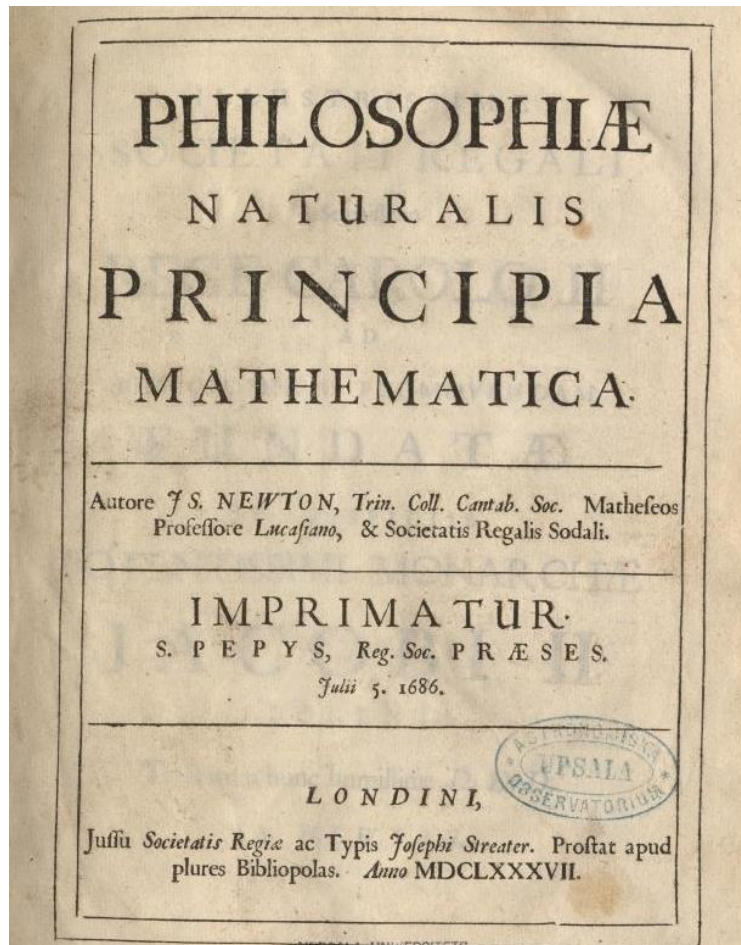 PHILOSOPHIÆ
NATURALIS
PRINCIPIA
MATHEMATICA.
Autore JS. NEWTON, Trin. Coll. Cantab. Soc. Matheſeos
Profeſſore Lucaſiano, & Societatis Regalis Sodali.
IMPRIMATUR.
S. PEPYS, Reg. Soc. PRÆSES.
Julii 5. 1686.
ASTRONOMISKA
UPSALA
OBSERVATORIUM
LONDINI,
Juſſu Societatis Regiæ ac Typis Joſephi Streater. Proſtat apud
plures Bibliopolas. Anno MDCLXXXVII.